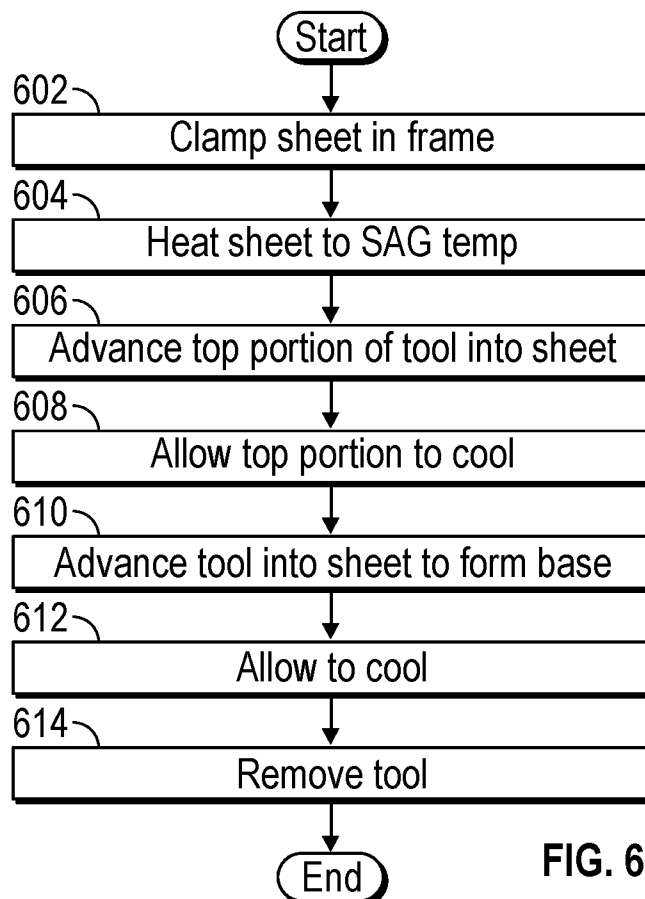 Start
602
Clamp sheet in frame
604
Heat sheet to SAG temp
606
Advance top portion of tool into sheet
608
Allow top portion to cool
610
Advance tool into sheet to form base
612
Allow to cool
614
Remove tool
End
FIG. 6